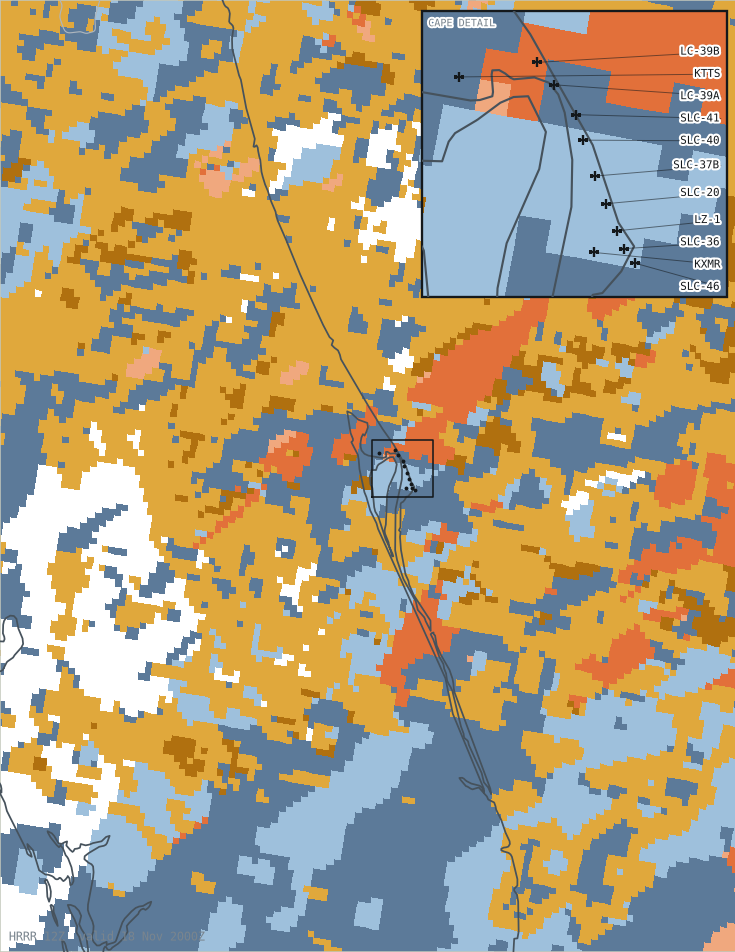 CAPE DETAIL
LC-39B
KTTS
LC-39A
SLC-41
SLC-40
SLC-37B
SLC-20
LZ-1
SLC-36
KXMR
SLC-46
HRRR Nov